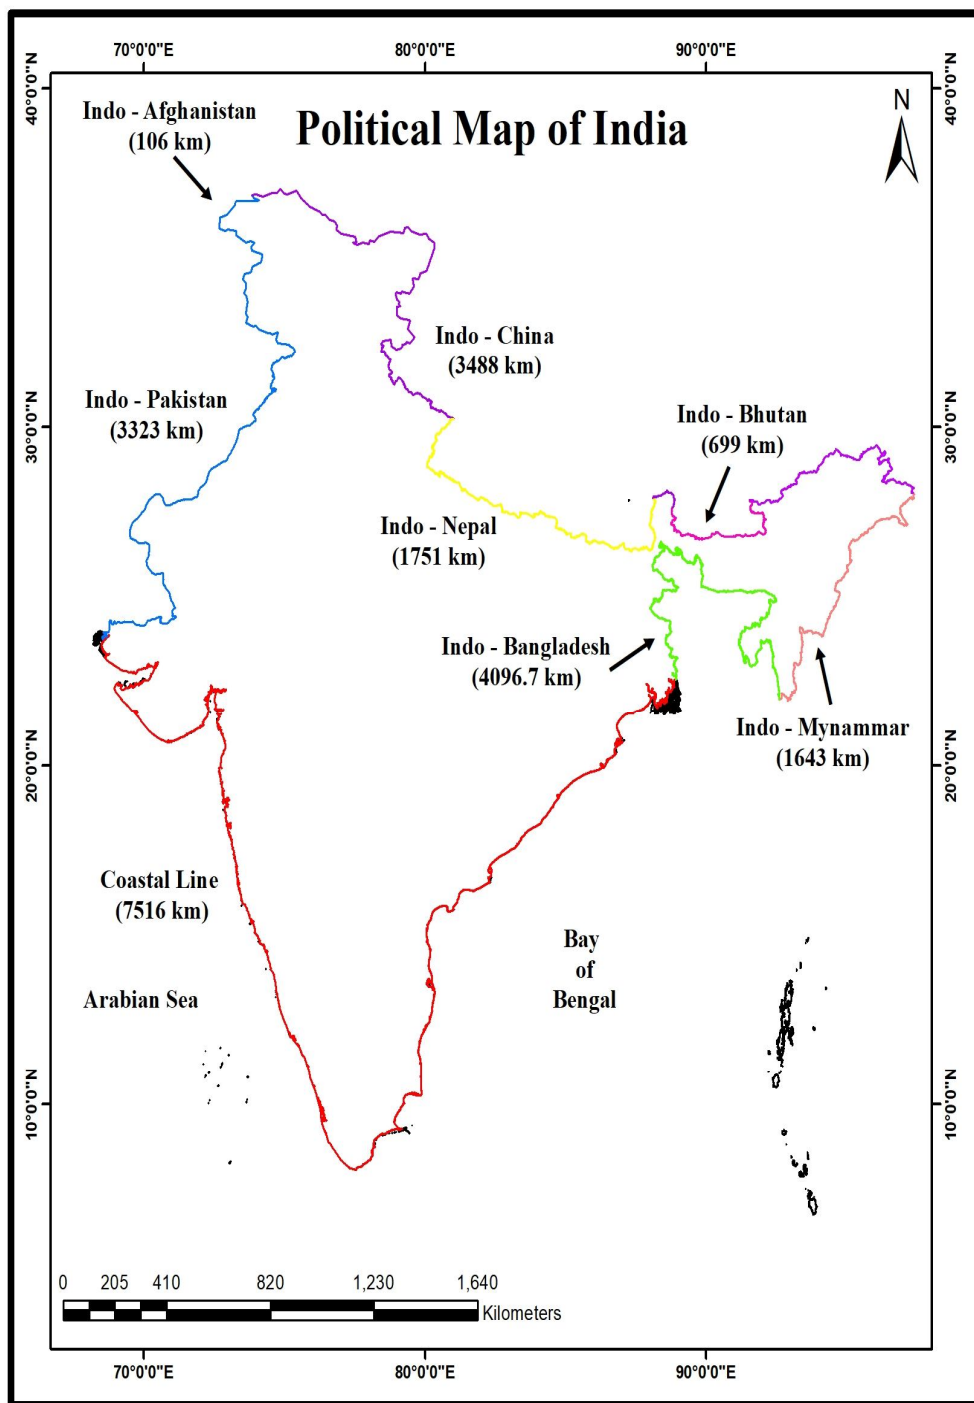 70°0'0"E 80°0'0"E 90°0'0"E
40°0'0"N
40°0'0"N
Indo - Afghanistan
(106 km)
Political Map of India
N
Indo - China
(3488 km)
Indo - Pakistan
(3323 km)
Indo - Bhutan
(699 km)
30°0'0"N
30°0'0"N
Indo - Nepal
(1751 km)
Indo - Bangladesh
(4096.7 km)
Indo - Mynammar
(1643 km)
20°0'0"N
20°0'0"N
Coastal Line
(7516 km)
Bay
of
Bengal
Arabian Sea
10°0'0"N
10°0'0"N
0 205 410 820 1,230 1,640
Kilometers
70°0'0"E 80°0'0"E 90°0'0"E